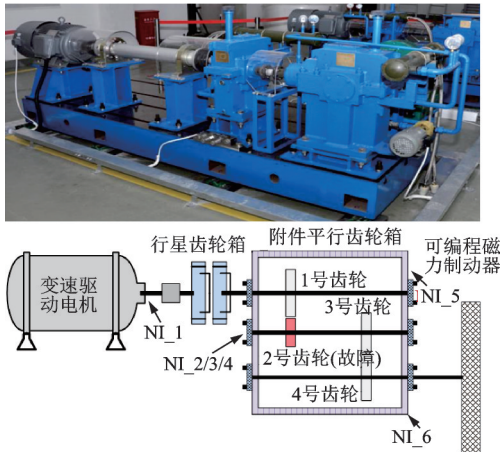 行星齿轮箱
附件平行齿轮箱
可编程磁
力制动器
变速驱
动电机
1号齿轮
3号齿轮
NI_5
NI_1
NI_2/3/4
2号齿轮(故障)
4号齿轮
NI_6